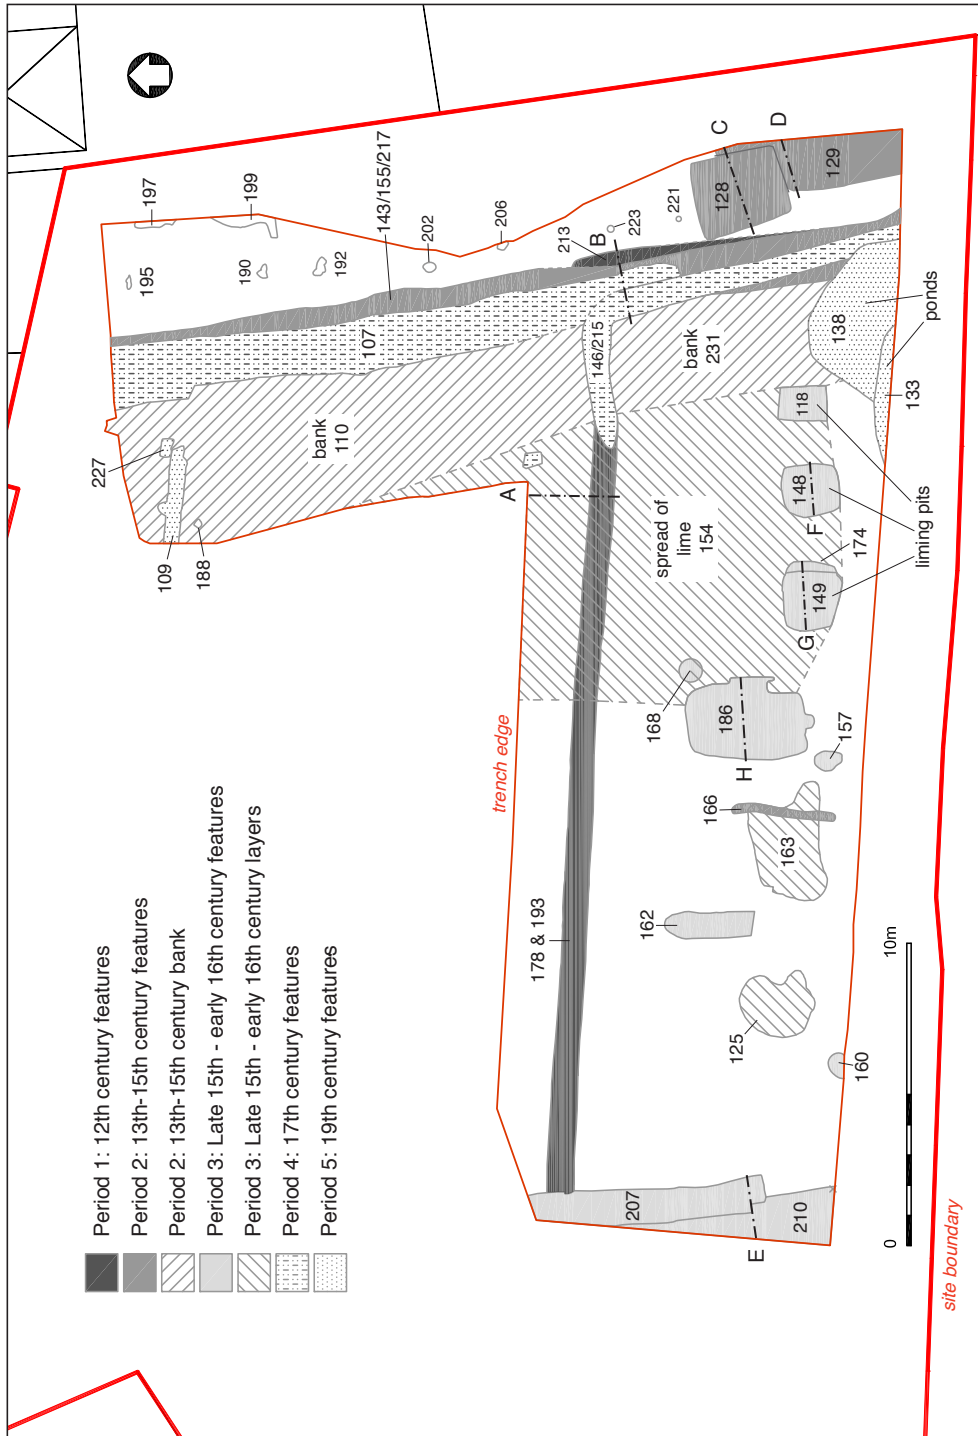 Period 1: 12th century features
Period 2: 13th-15th century features
Period 2: 13th-15th century bank
Period 3: Late 15th - early 16th century features
Period 3: Late 15th - early 16th century layers
Period 4: 17th century features
Period 5: 19th century features
197
199
143/155/217
195
190
192
202
206
213
B
223
221
C
D
128
129
107
146/215
bank
231
138
ponds
133
118
227
bank
110
109
188
A
spread of
lime
154
148
F
liming pits
174
149
G
trench edge
168
186
H
157
166
163
162
178 & 193
125
160
207
210
E
0
10m
site boundary